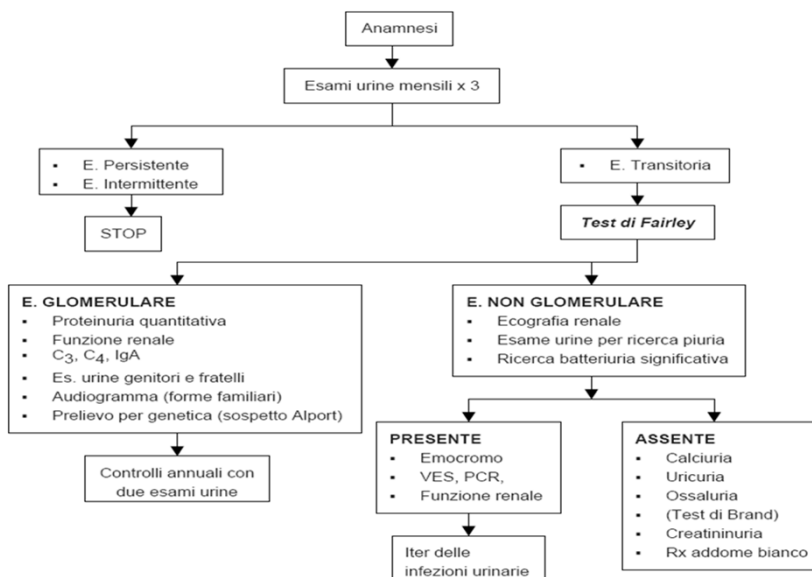 Anamnesi
Esami urine mensili x 3
▪ E. Persistente
▪ E. Intermittente
▪ E. Transitoria
STOP
Test di Fairley
E. GLOMERULARE
▪ Proteinuria quantitativa
▪ Funzione renale
▪ C3, C4, IgA
▪ Es. urine genitori e fratelli
▪ Audiogramma (forme familiari)
▪ Prelievo per genetica (sospetto Alport)
E. NON GLOMERULARE
▪ Ecografia renale
▪ Esame urine per ricerca piuria
▪ Ricerca batteriuria significativa
Controlli annuali con
due esami urine
PRESENTE
▪ Emocromo
▪ VES, PCR,
▪ Funzione renale
ASSENTE
▪ Calciuria
▪ Uricuria
▪ Ossaluria
▪ (Test di Brand)
▪ Creatininuria
▪ Rx addome bianco
Iter delle
infezioni urinarie